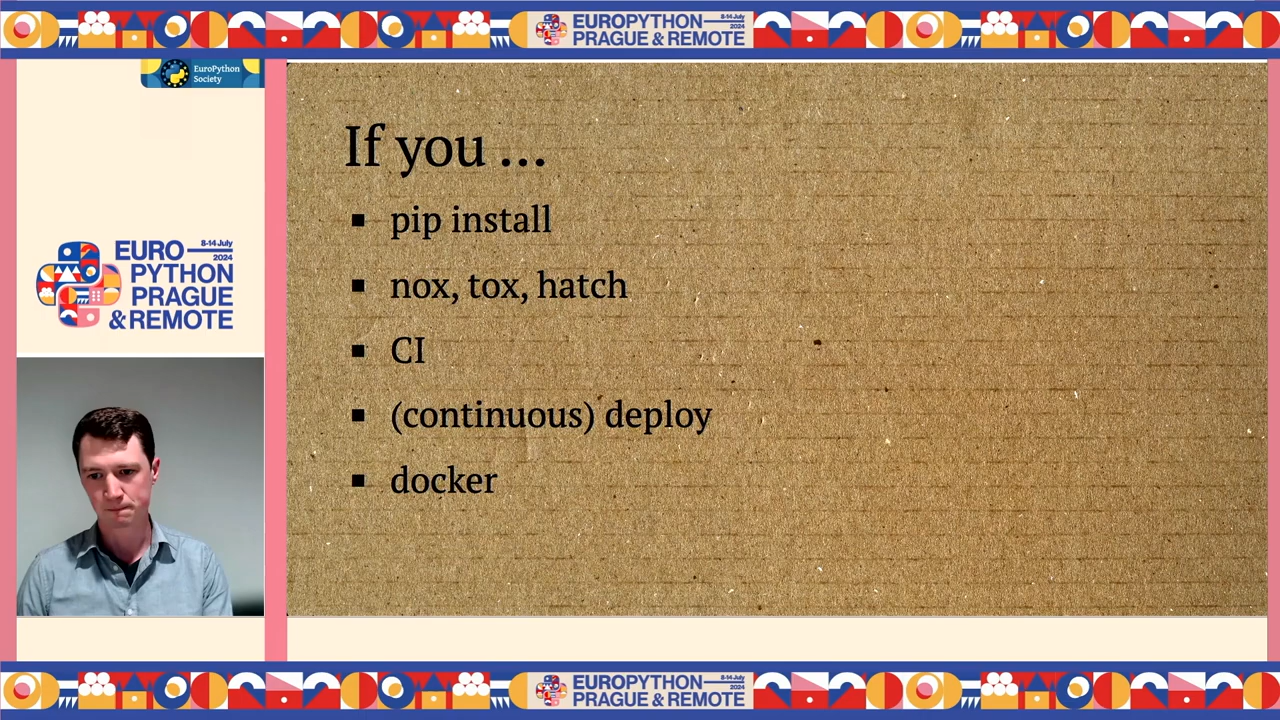 EUROPYTHON
8-14 July
2024
PRAGUE & REMOTE
EuroPython
Society
If you ...
pip install
nox, tox, hatch
CI
(continuous) deploy
docker
EURO
8-14 July
2024
PYTHON
PRAGUE
& REMOTE
EUROPYTHON
8-14 July
2024
PRAGUE & REMOTE